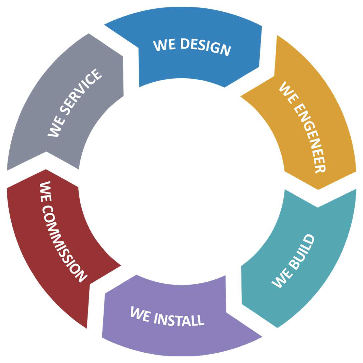 WE DESIGN
WE ENGENEER
WE BUILD
WE INSTALL
WE COMMISSION
WE SERVICE